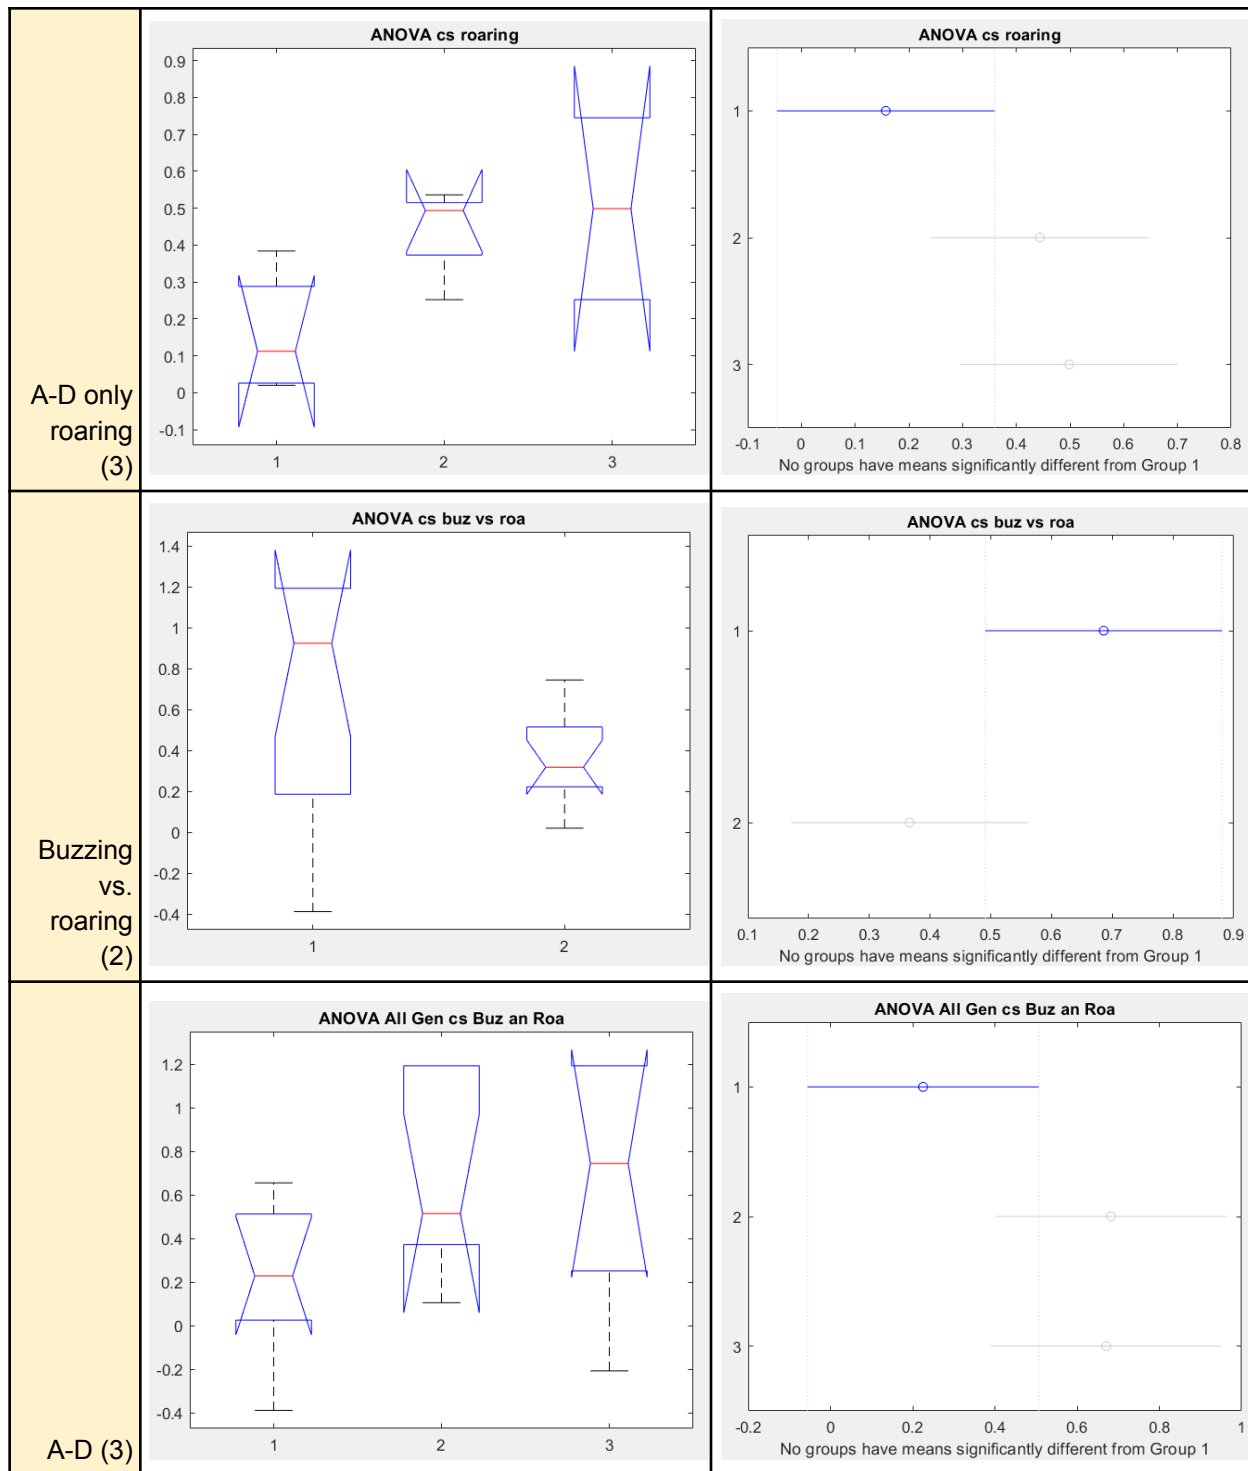 A-D only
roaring
(3)
ANOVA cs roaring
0.9
0.8
0.7
0.6
0.5
0.4
0.3
0.2
0.1
0
-0.1
1 2 3
ANOVA cs roaring
1
2
3
-0.1 0 0.1 0.2 0.3 0.4 0.5 0.6 0.7 0.8
No groups have means significantly different from Group 1
Buzzing
vs.
roaring
(2)
ANOVA cs buz vs roa
1.4
1.2
1
0.8
0.6
0.4
0.2
0
-0.2
-0.4
1 2
ANOVA cs buz vs roa
1
2
0.1 0.2 0.3 0.4 0.5 0.6 0.7 0.8 0.9
No groups have means significantly different from Group 1
A-D (3)
ANOVA All Gen cs Buz an Roa
1.2
1
0.8
0.6
0.4
0.2
0
-0.2
-0.4
1 2 3
ANOVA All Gen cs Buz an Roa
1
2
3
-0.2 0 0.2 0.4 0.6 0.8 1
No groups have means significantly different from Group 1